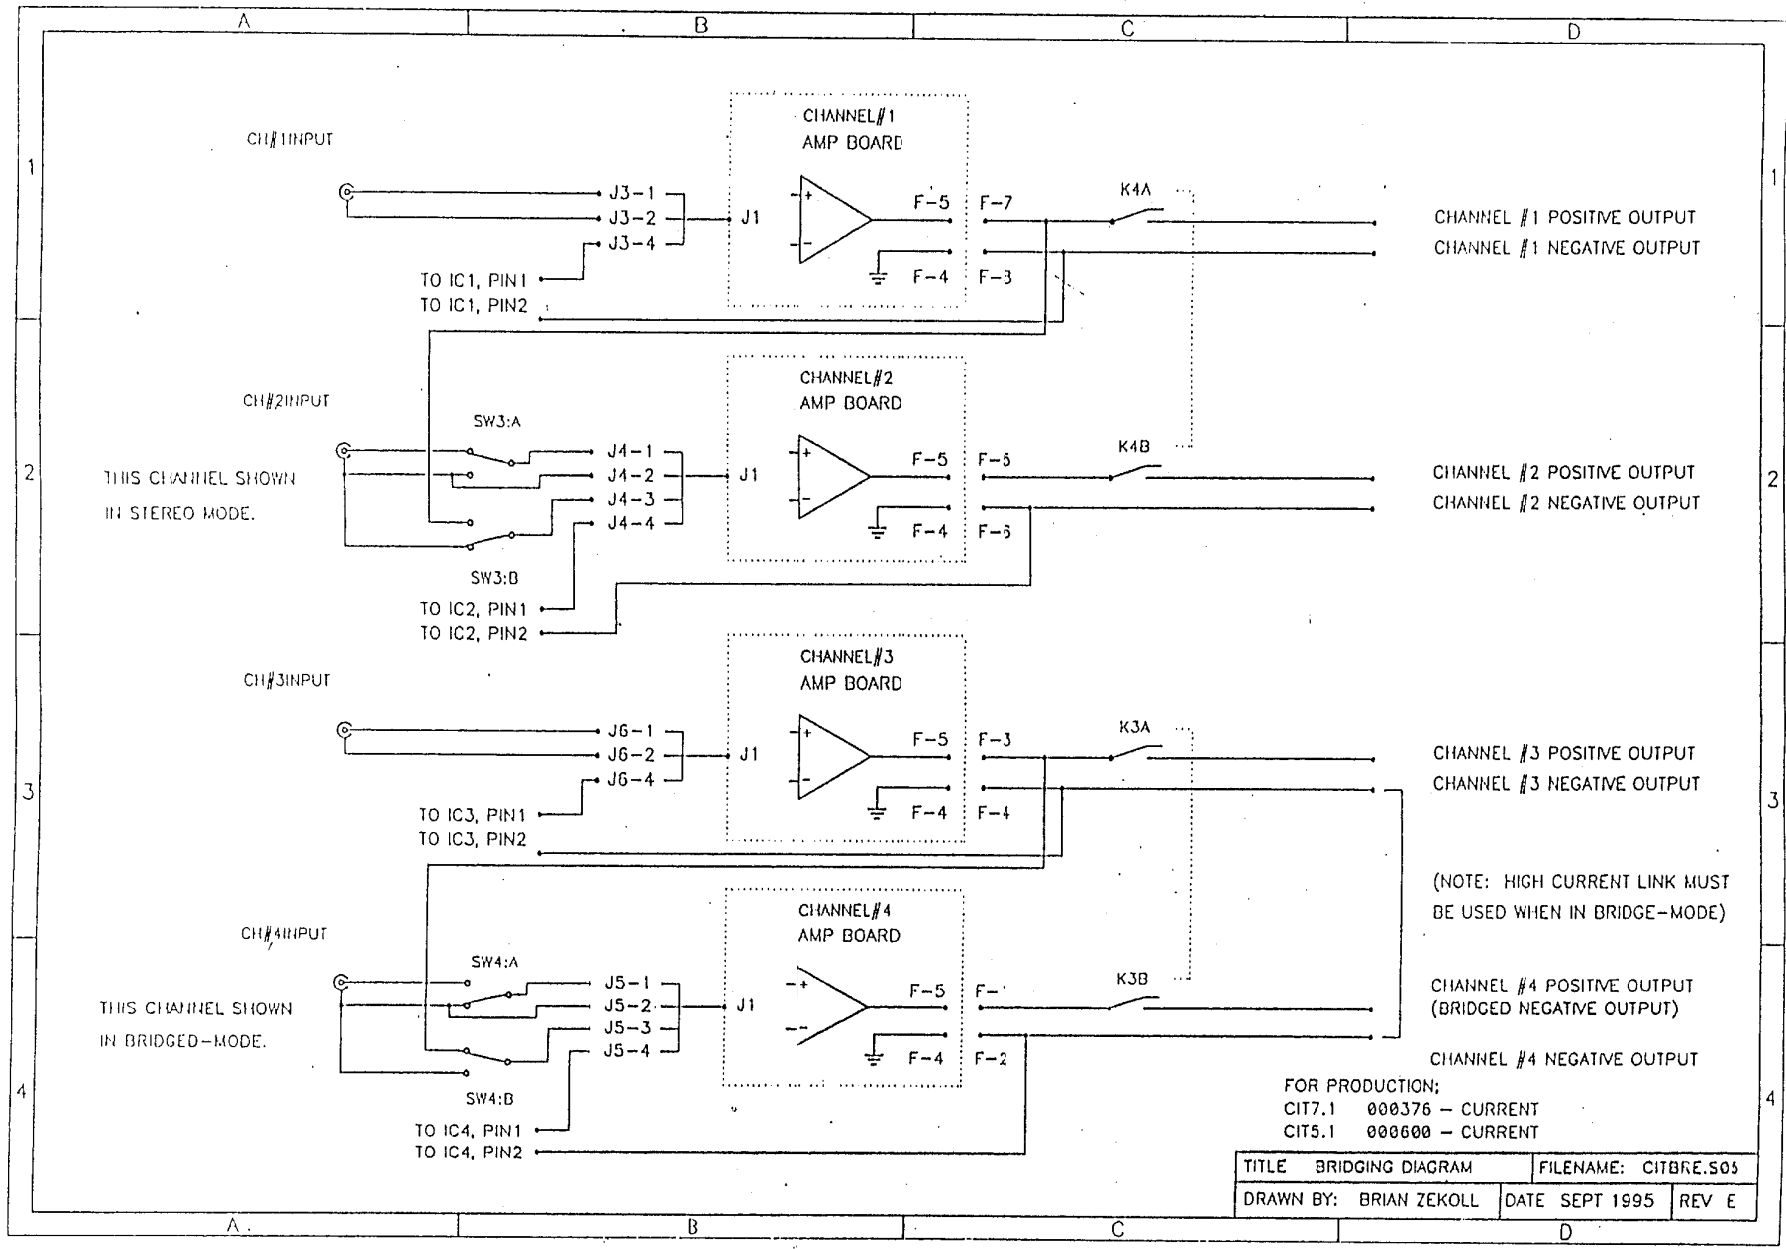 A B C D
CHANNEL#1
AMP BOARD
CH#1INPUT
1 1
J3-1
J3-2
J3-4
J1
+
-
F-5 F-7
F-4
K4A
CHANNEL #1 POSITIVE OUTPUT
CHANNEL #1 NEGATIVE OUTPUT
TO IC1, PIN1
TO IC1, PIN2
CHANNEL#2
AMP BOARD
CH#2INPUT
SW3:A
2 2
THIS CHANNEL SHOWN
IN STEREO MODE.
J4-1
J4-2
J4-3
J4-4
J1
+
-
F-5
F-4
K4B
CHANNEL #2 POSITIVE OUTPUT
CHANNEL #2 NEGATIVE OUTPUT
SW3:B
TO IC2, PIN1
TO IC2, PIN2
CHANNEL#3
AMP BOARD
CH#3INPUT
3 3
J6-1
J6-2
J6-4
J1
+
-
F-5 F-3
F-4 F-4
K3A
CHANNEL #3 POSITIVE OUTPUT
CHANNEL #3 NEGATIVE OUTPUT
TO IC3, PIN1
TO IC3, PIN2
(NOTE: HIGH CURRENT LINK MUST
BE USED WHEN IN BRIDGE-MODE)
CHANNEL#4
AMP BOARD
CH#4INPUT
SW4:A
4 4
THIS CHANNEL SHOWN
IN BRIDGED-MODE.
J5-1
J5-2
J5-3
J5-4
J1
+
-
F-5
F-4 F-2
K3B
CHANNEL #4 POSITIVE OUTPUT
(BRIDGED NEGATIVE OUTPUT)
CHANNEL #4 NEGATIVE OUTPUT
SW4:B
TO IC4, PIN1
TO IC4, PIN2
FOR PRODUCTION;
CIT7.1 000376 - CURRENT
CIT5.1 000600 - CURRENT
TITLE BRIDGING DIAGRAM FILENAME: CITBRE.S05
DRAWN BY: BRIAN ZEKOLL DATE SEPT 1995 REV E
A B C D